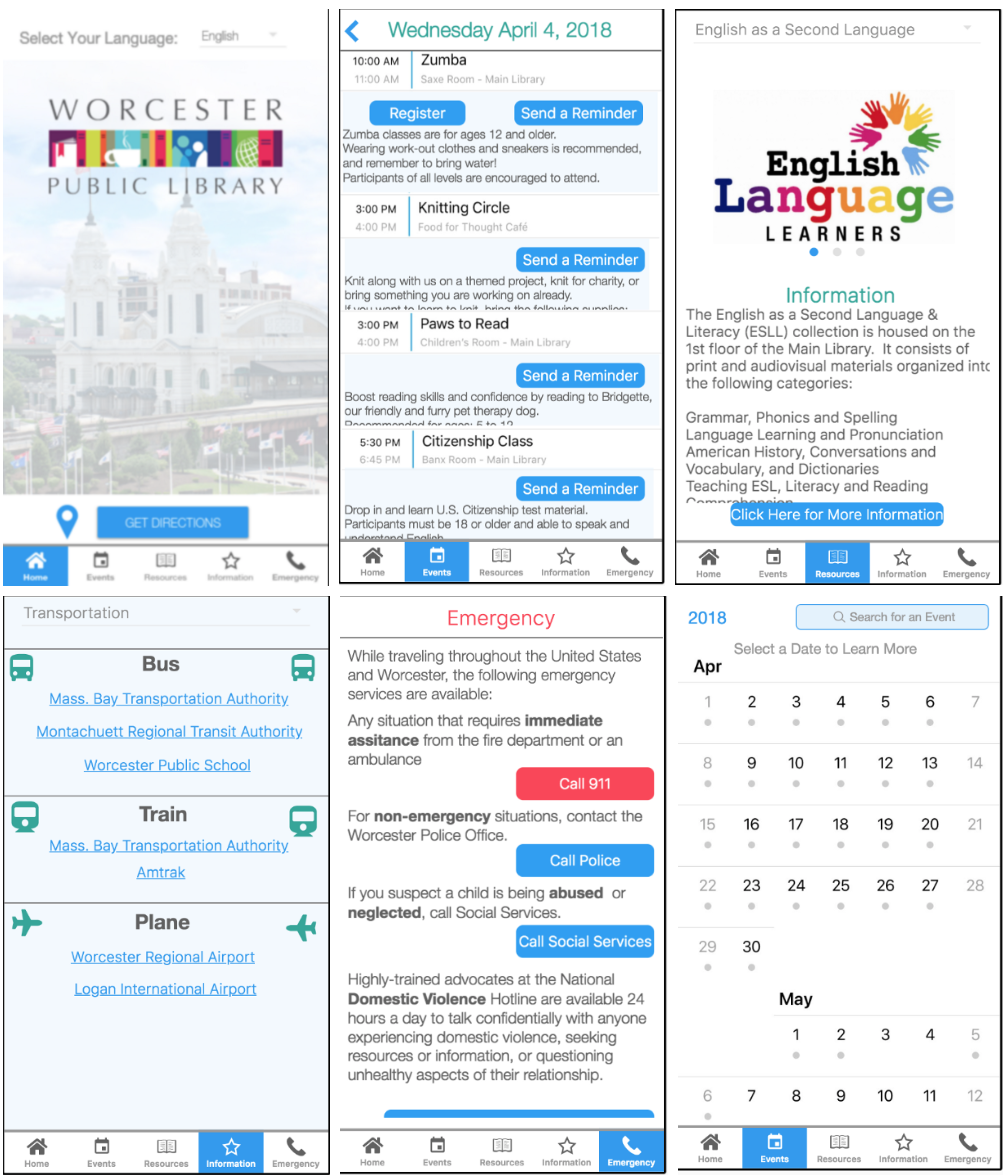 Select Your Language: English
WORCESTER
PUBLIC LIBRARY
GET DIRECTIONS
Home Events Resources Information Emergency
Wednesday April 4, 2018
10:00 AM Zumba
11:00 AM Saxe Room - Main Library
Register Send a Reminder
Zumba classes are for ages 12 and older.
Wearing work-out clothes and sneakers is recommended,
and remember to bring water!
Participants of all levels are encouraged to attend.
3:00 PM Knitting Circle
4:00 PM Food for Thought Café
Send a Reminder
Knit along with us on a themed project, knit for charity, or
bring something you are working on already.
If you want to learn to knit, bring the following supplies:
3:00 PM Paws to Read
4:00 PM Children's Room - Main Library
Send a Reminder
Boost reading skills and confidence by reading to Bridgette,
our friendly and furry pet therapy dog.
Recommended for ages: 5 to 12
5:30 PM Citizenship Class
6:45 PM Banx Room - Main Library
Send a Reminder
Drop in and learn U.S. Citizenship test material.
Participants must be 18 or older and able to speak and
understand English
Home Events Resources Information Emergency
English as a Second Language
English
Language
LEARNERS
Information
The English as a Second Language &
Literacy (ESLL) collection is housed on the
1st floor of the Main Library. It consists of
print and audiovisual materials organized into
the following categories:
Grammar, Phonics and Spelling
Language Learning and Pronunciation
American History, Conversations and
Vocabulary, and Dictionaries
Teaching ESL, Literacy and Reading
Comprehension
Click Here for More Information
Home Events Resources Information Emergency
Transportation
Bus
Mass. Bay Transportation Authority
Montachuett Regional Transit Authority
Worcester Public School
Train
Mass. Bay Transportation Authority
Amtrak
Plane
Worcester Regional Airport
Logan International Airport
Home Events Resources Information Emergency
Emergency
While traveling throughout the United States
and Worcester, the following emergency
services are available:
Any situation that requires immediate
assitance from the fire department or an
ambulance
Call 911
For non-emergency situations, contact the
Worcester Police Office.
Call Police
If you suspect a child is being abused or
neglected, call Social Services.
Call Social Services
Highly-trained advocates at the National
Domestic Violence Hotline are available 24
hours a day to talk confidentially with anyone
experiencing domestic violence, seeking
resources or information, or questioning
unhealthy aspects of their relationship.
Home Events Resources Information Emergency
2018 Search for an Event
Select a Date to Learn More
Apr
1 2 3 4 5 6 7
8 9 10 11 12 13 14
15 16 17 18 19 20 21
22 23 24 25 26 27 28
29 30
May
1 2 3 4 5
6 7 8 9 10 11 12
Home Events Resources Information Emergency